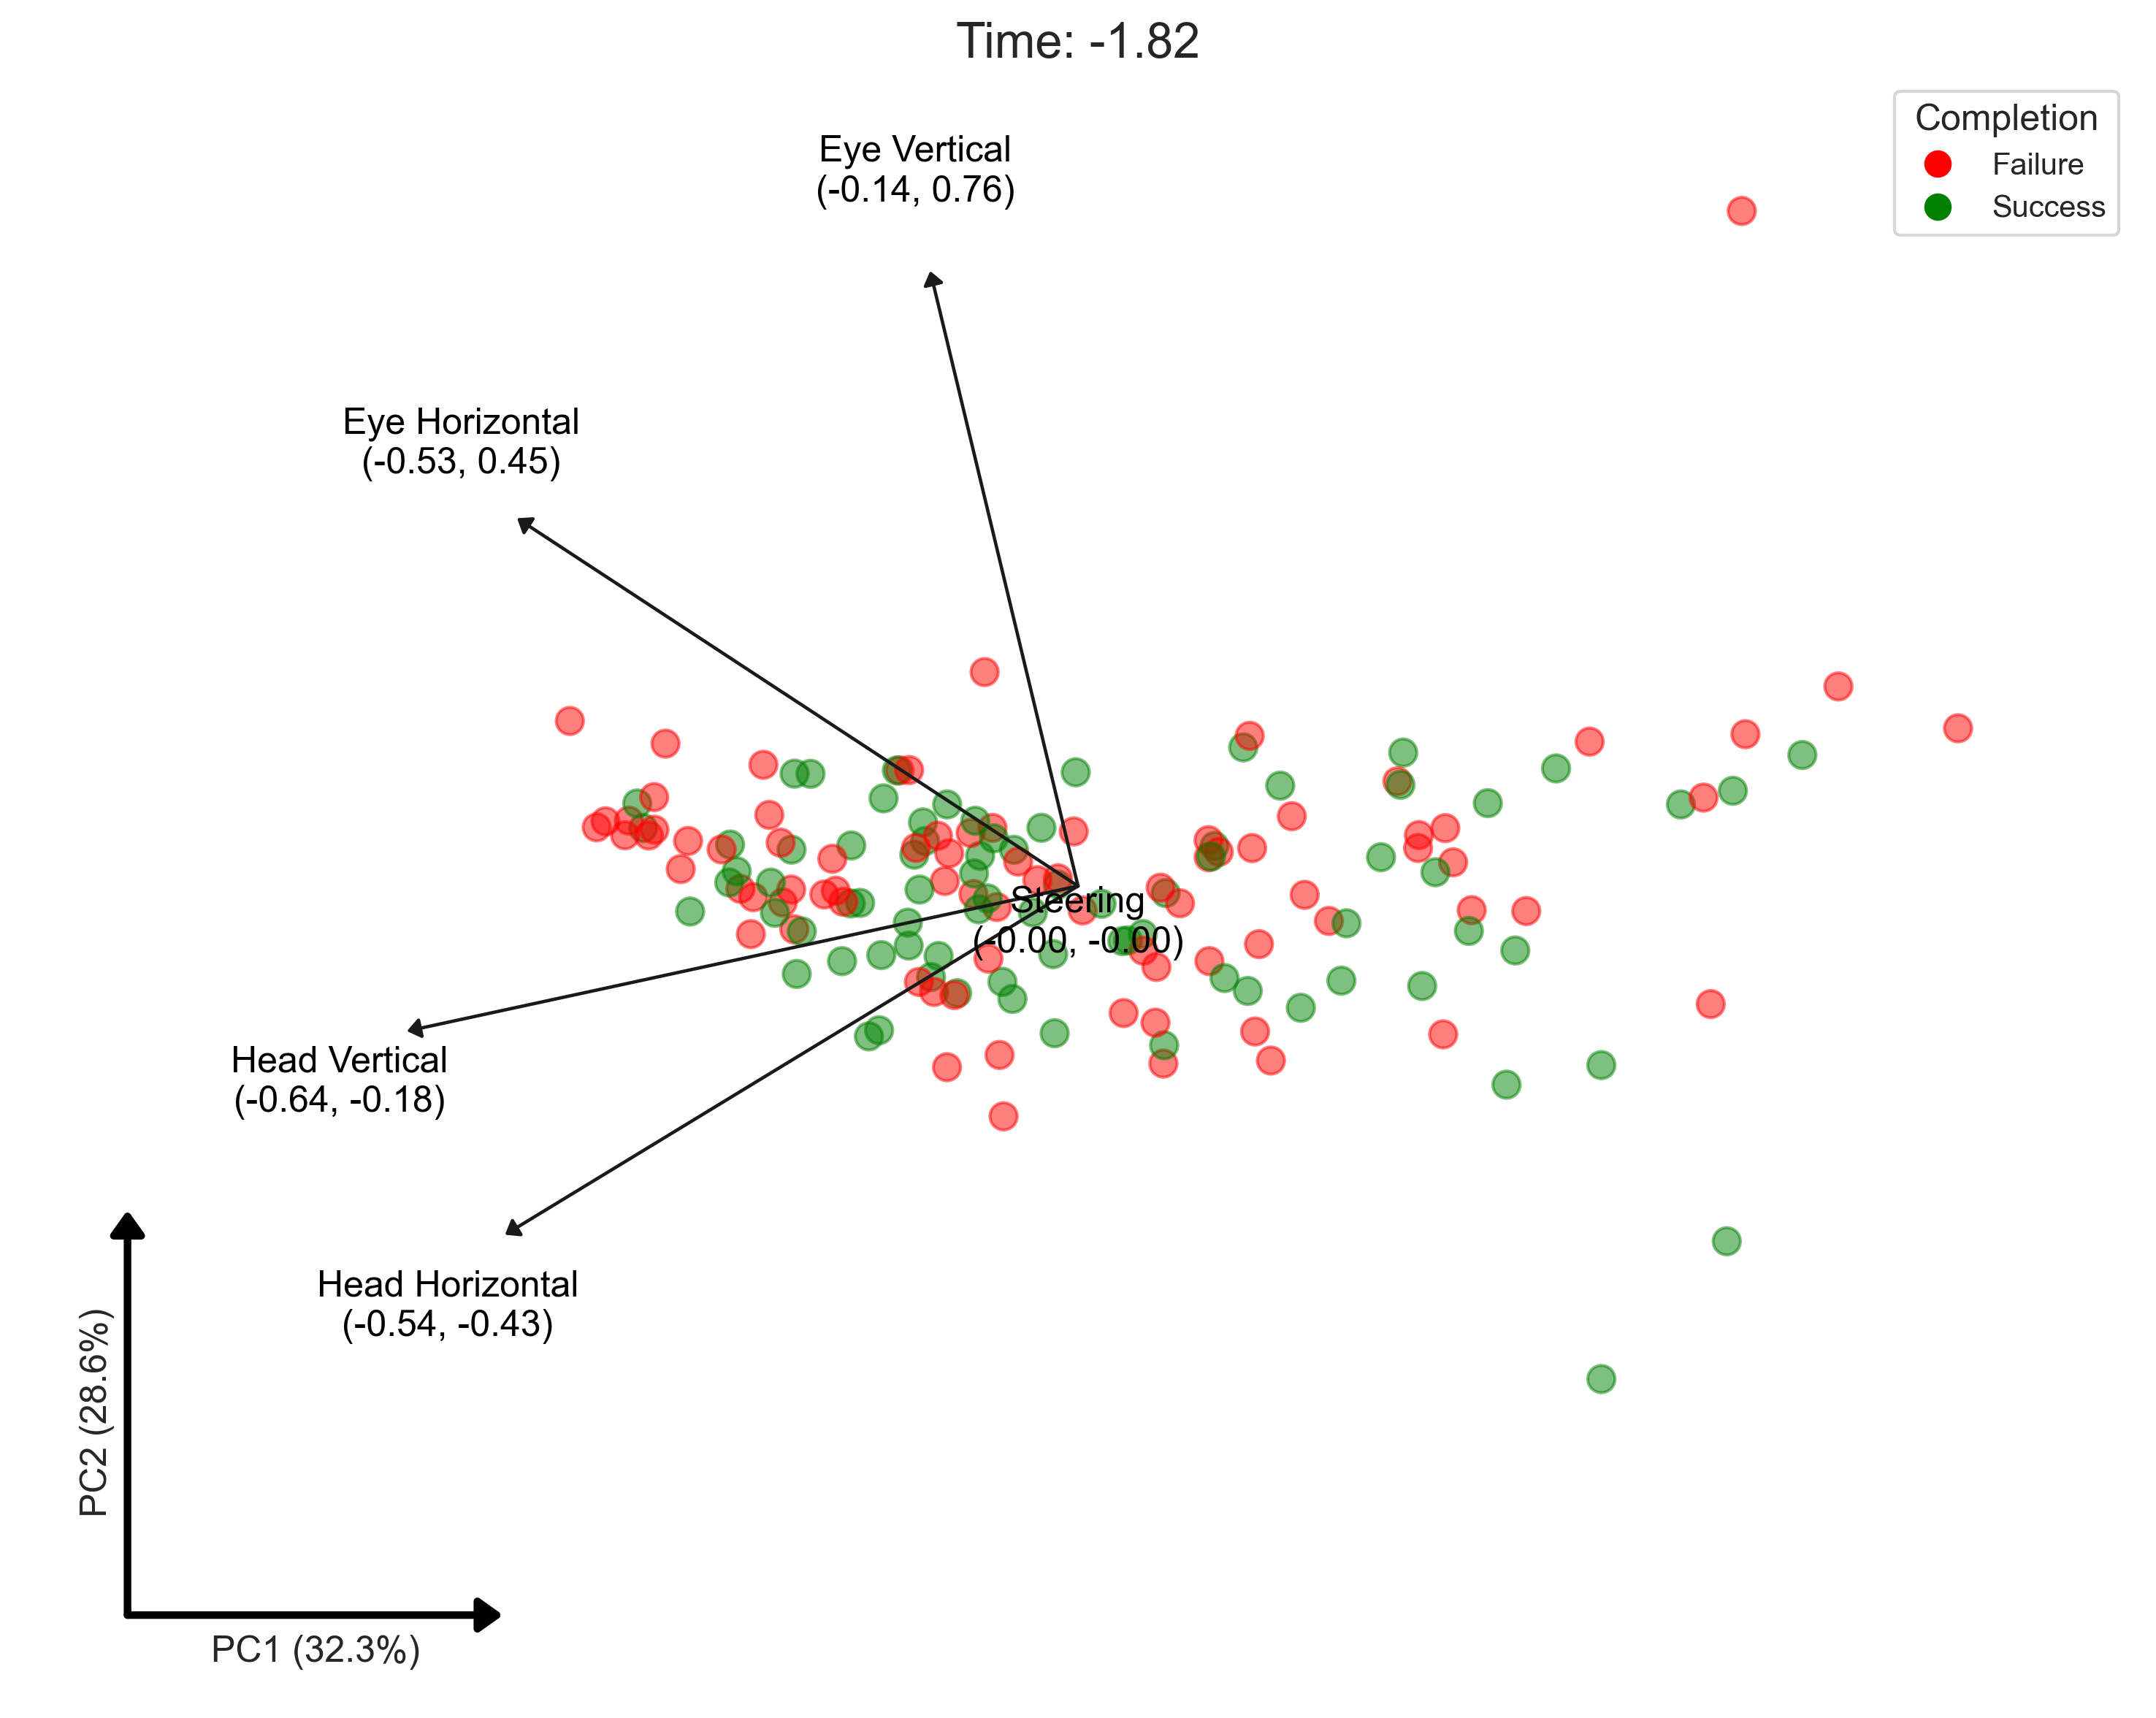 Time: -1.82
Completion
Failure
Success
Eye Vertical
(-0.14, 0.76)
Eye Horizontal
(-0.53, 0.45)
Steering
(-0.00, -0.00)
Head Vertical
(-0.64, -0.18)
Head Horizontal
(-0.54, -0.43)
PC2 (28.6%)
PC1 (32.3%)